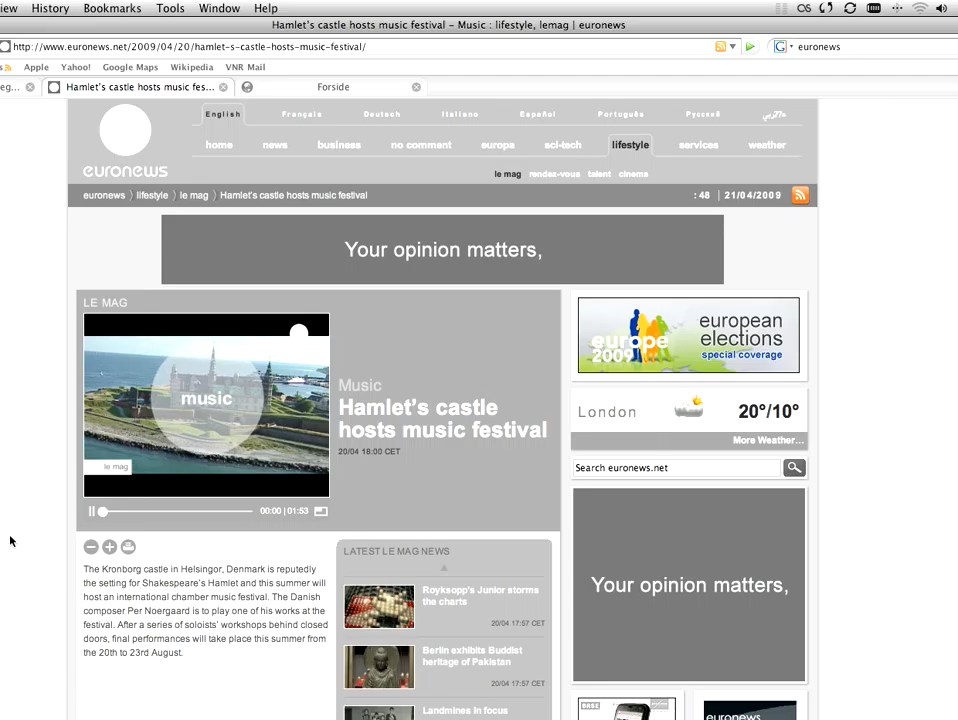 iew History Bookmarks Tools Window Help
Hamlet's castle hosts music festival – Music : lifestyle, lemag | euronews
http://www.euronews.net/2009/04/20/hamlet-s-castle-hosts-music-festival/
euronews
Apple Yahoo! Google Maps Wikipedia VNR Mail
eg... Hamlet's castle hosts music fes... Forside
English Français Deutsch Italiano Español Português Русский عربي
home news business no comment europa sci-tech lifestyle services weather
euronews
le mag rendez-vous talent cinema
euronews lifestyle le mag Hamlet's castle hosts music festival : 48 | 21/04/2009
Your opinion matters,
LE MAG
music
le mag
00:00 | 01:53
Music
Hamlet's castle
hosts music festival
20/04 18:00 CET
europe
2009
european
elections
special coverage
London 20°/10°
More Weather...
Search euronews.net
Your opinion matters,
The Kronborg castle in Helsingor, Denmark is reputedly
the setting for Shakespeare's Hamlet and this summer will
host an international chamber music festival. The Danish
composer Per Noergaard is to play one of his works at the
festival. After a series of soloists' workshops behind closed
doors, final performances will take place this summer from
the 20th to 23rd August.
LATEST LE MAG NEWS
Royksopp's Junior storms
the charts
20/04 17:57 CET
Berlin exhibits Buddist
heritage of Pakistan
20/04 17:57 CET
Landmines in focus
BASE
euronews